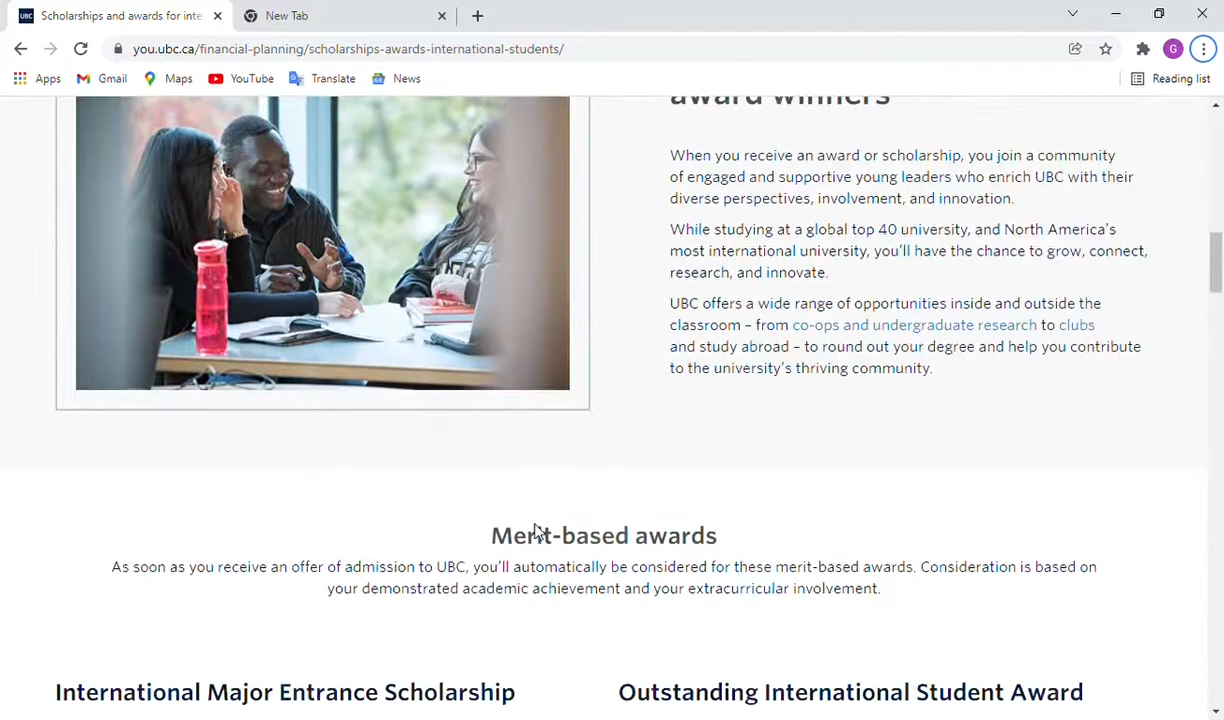 UBC Scholarships and awards for inte
New Tab
you.ubc.ca/financial-planning/scholarships-awards-international-students/
G
Apps Gmail Maps YouTube Translate News Reading list
award winners
When you receive an award or scholarship, you join a community
of engaged and supportive young leaders who enrich UBC with their
diverse perspectives, involvement, and innovation.
While studying at a global top 40 university, and North America's
most international university, you'll have the chance to grow, connect,
research, and innovate.
UBC offers a wide range of opportunities inside and outside the
classroom – from co-ops and undergraduate research to clubs
and study abroad – to round out your degree and help you contribute
to the university's thriving community.
Merit-based awards
As soon as you receive an offer of admission to UBC, you'll automatically be considered for these merit-based awards. Consideration is based on
your demonstrated academic achievement and your extracurricular involvement.
International Major Entrance Scholarship
Outstanding International Student Award